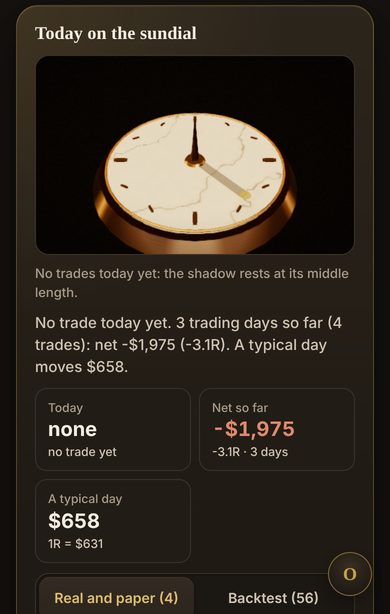 Today on the sundial
No trades today yet: the shadow rests at its middle
length.
No trade today yet. 3 trading days so far (4
trades): net -$1,975 (-3.1R). A typical day
moves $658.
Today
none
no trade yet
Net so far
-$1,975
-3.1R · 3 days
A typical day
$658
1R = $631
O
Real and paper (4)
Backtest (56)